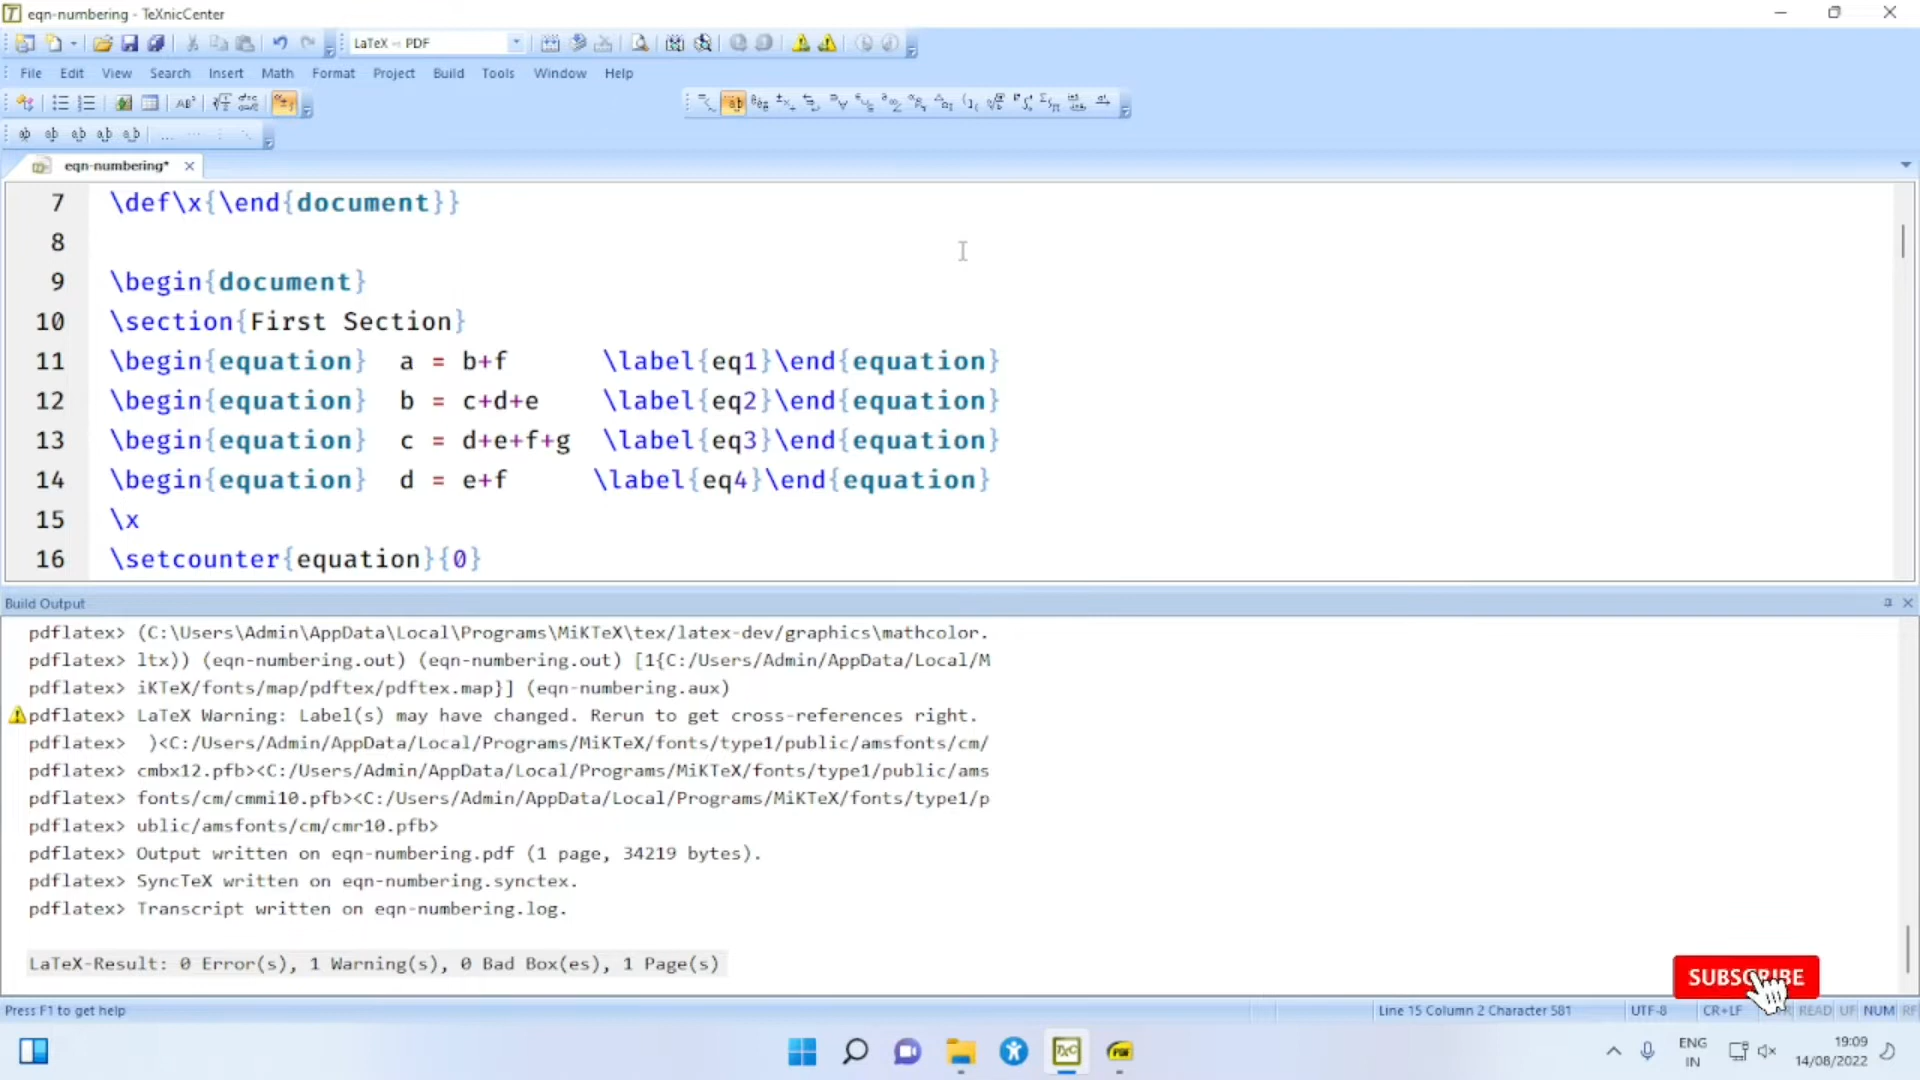 eqn-numbering - TeXnicCenter
LaTeX → PDF
File Edit View Search Insert Math Format Project Build Tools Window Help
eqn-numbering*
7 \def\x{\end{document}}
8
9 \begin{document}
10 \section{First Section}
11 \begin{equation} a = b+f \label{eq1}\end{equation}
12 \begin{equation} b = c+d+e \label{eq2}\end{equation}
13 \begin{equation} c = d+e+f+g \label{eq3}\end{equation}
14 \begin{equation} d = e+f \label{eq4}\end{equation}
15 \x
16 \setcounter{equation}{0}
Build Output
pdflatex> (C:\Users\Admin\AppData\Local\Programs\MiKTeX\tex/latex-dev/graphics\mathcolor.
pdflatex> ltx)) (eqn-numbering.out) (eqn-numbering.out) [1{C:/Users/Admin/AppData/Local/M
pdflatex> iKTeX/fonts/map/pdftex/pdftex.map}] (eqn-numbering.aux)
pdflatex> LaTeX Warning: Label(s) may have changed. Rerun to get cross-references right.
pdflatex> )<C:/Users/Admin/AppData/Local/Programs/MiKTeX/fonts/type1/public/amsfonts/cm/
pdflatex> cmbx12.pfb><C:/Users/Admin/AppData/Local/Programs/MiKTeX/fonts/type1/public/ams
pdflatex> fonts/cm/cmmi10.pfb><C:/Users/Admin/AppData/Local/Programs/MiKTeX/fonts/type1/p
pdflatex> ublic/amsfonts/cm/cmr10.pfb>
pdflatex> Output written on eqn-numbering.pdf (1 page, 34219 bytes).
pdflatex> SyncTeX written on eqn-numbering.synctex.
pdflatex> Transcript written on eqn-numbering.log.
LaTeX-Result: 0 Error(s), 1 Warning(s), 0 Bad Box(es), 1 Page(s)
SUBSCRIBE
Press F1 to get help Line 15 Column 2 Character 581 UTF-8 CR+LF READ UF NUM RF
TXC PDF ENG 19:09
IN 14/08/2022